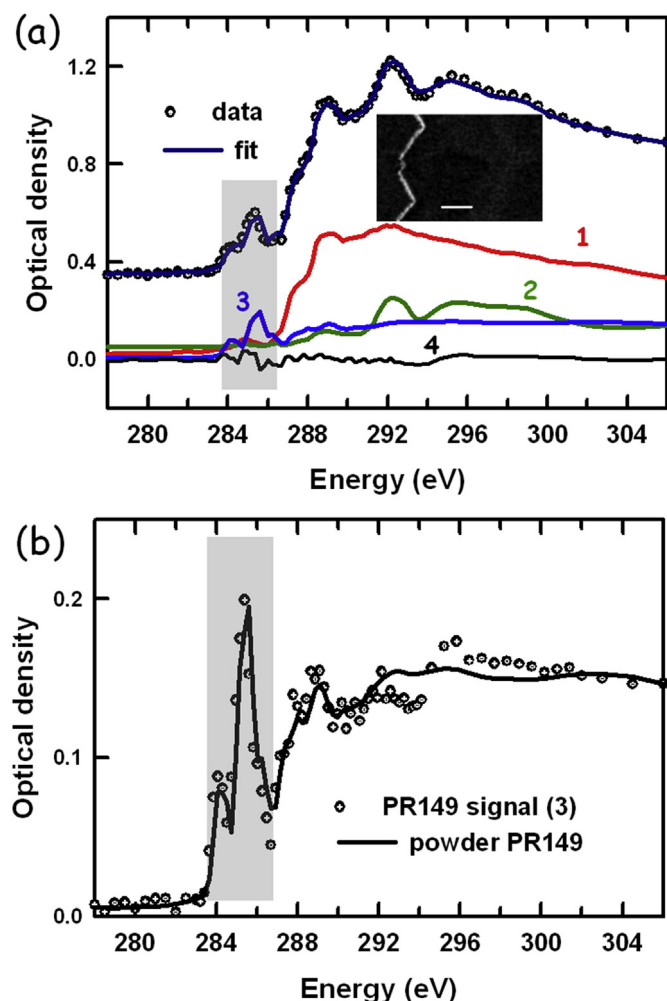 (a)
1.2
data
fit
0.8
1
0.4
3
2
4
0.0
280 284 288 292 296 300 304
Energy (eV)
Optical density
(b)
0.2
0.1
PR149 signal (3)
powder PR149
0.0
280 284 288 292 296 300 304
Energy (eV)
Optical density